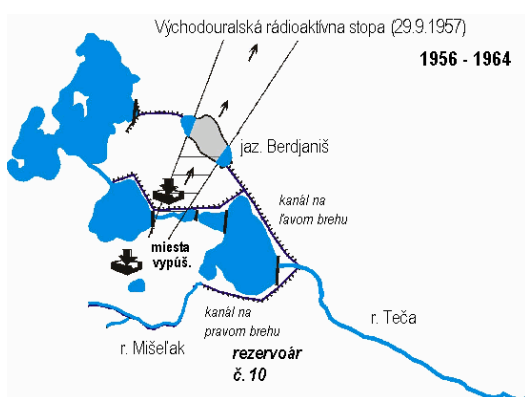 Východouralská rádioaktívna stopa (29.9.1957)
1956 - 1964
jaz. Berdjaniš
kanál na
ľavom brehu
miesta
vypúš.
kanál na
pravom brehu
r. Teča
r. Mišeľak
rezervoár
č. 10